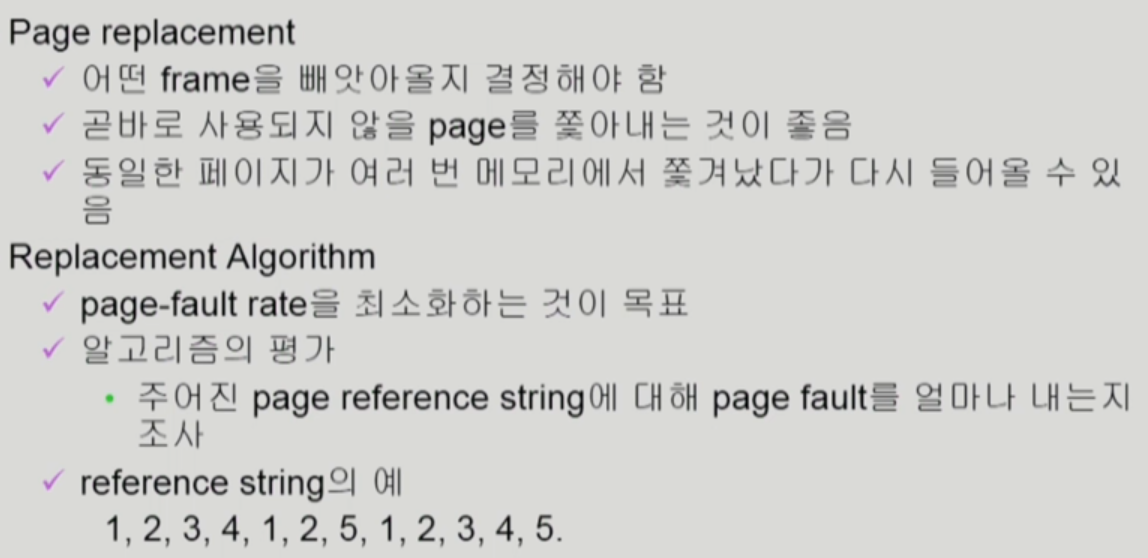 Page replacement
✓ 어떤 frame을 빼앗아올지 결정해야 함
✓ 곧바로 사용되지 않을 page를 쫓아내는 것이 좋음
✓ 동일한 페이지가 여러 번 메모리에서 쫓겨났다가 다시 들어올 수 있
음
Replacement Algorithm
✓ page-fault rate을 최소화하는 것이 목표
✓ 알고리즘의 평가
• 주어진 page reference string에 대해 page fault를 얼마나 내는지
조사
✓ reference string의 예
1, 2, 3, 4, 1, 2, 5, 1, 2, 3, 4, 5.